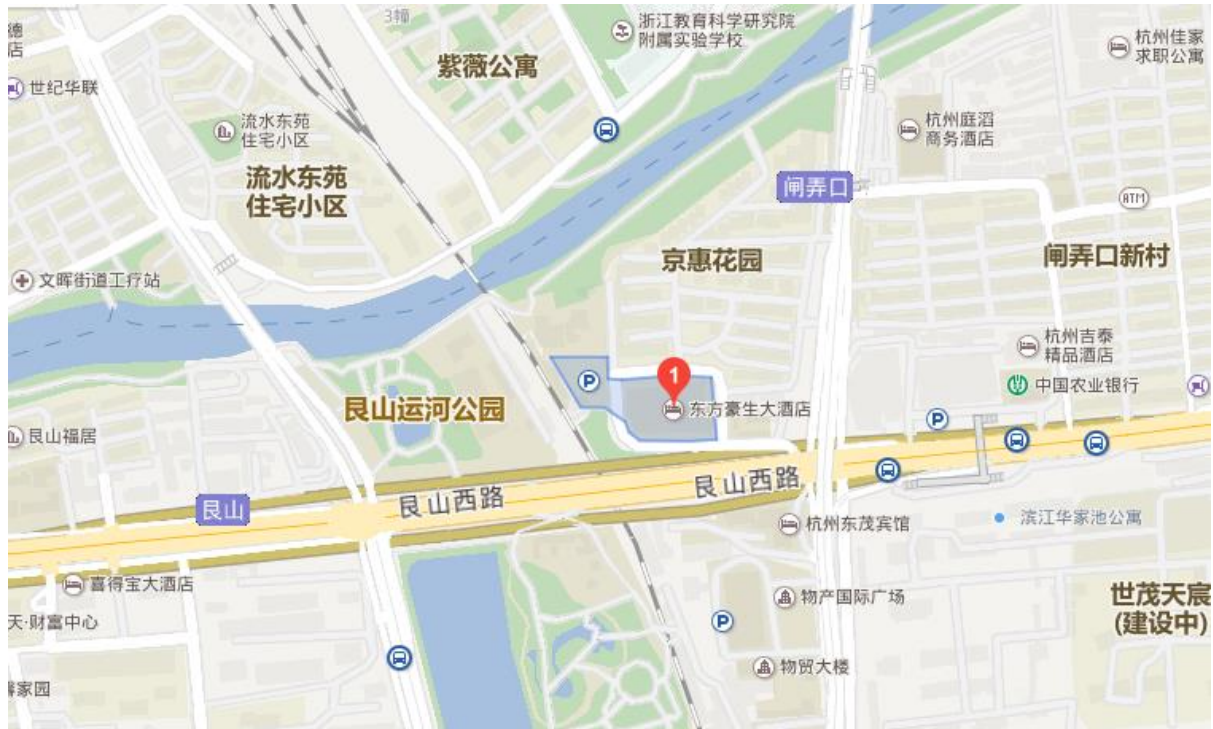 3幢
浙江教育科学研究院
附属实验学校
德
店
世纪华联
紫薇公寓
杭州佳家
求职公寓
流水东苑
住宅小区
杭州庭滔
商务酒店
流水东苑
住宅小区
闸弄口
ATM
京惠花园
闸弄口新村
文晖街道工疗站
杭州吉泰
精品酒店
P
1
中国农业银行
艮山运河公园
东方豪生大酒店
P
艮山福居
艮山西路
艮山西路
艮山
杭州东茂宾馆
滨江华家池公寓
喜得宝大酒店
物产国际广场
世茂天宸
(建设中)
天·财富中心
P
物贸大楼
家园